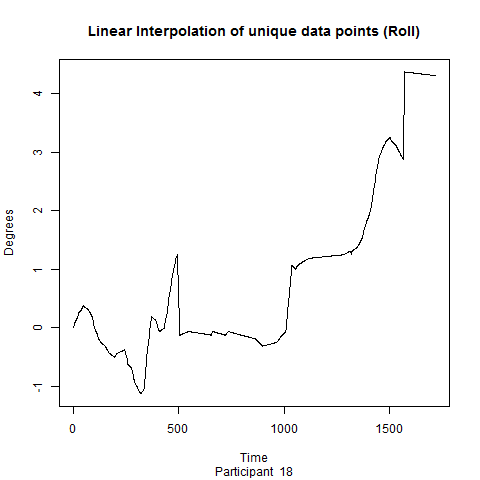 Linear Interpolation of unique data points (Roll)
Degrees
4
3
2
1
0
-1
0 500 1000 1500
Time
Participant 18